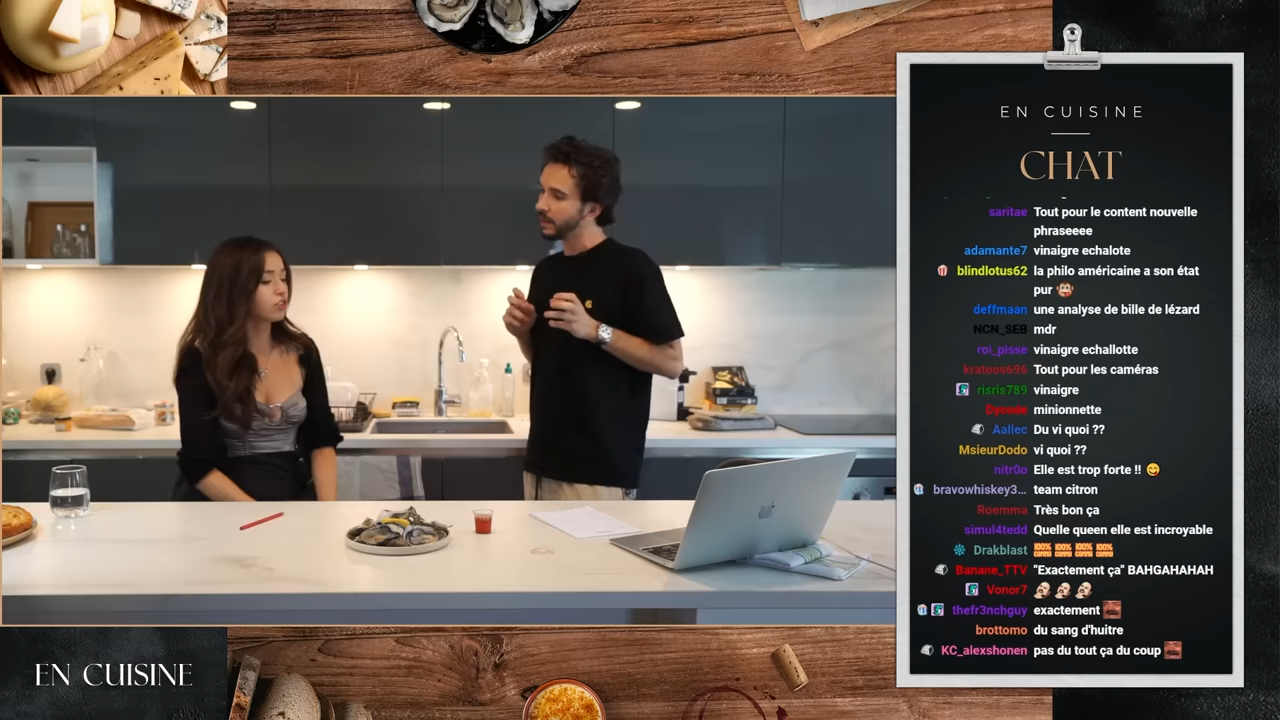 EN CUISINE
CHAT
saritae Tout pour le content nouvelle
phraseeee
adamante7 vinaigre echalote
blindlotus62 la philo américaine a son état
pur
deffmaan une analyse de bille de lézard
NCN_SEB mdr
roi_pisse vinaigre echallotte
kratoos696 Tout pour les caméras
risris789 vinaigre
Dycode minionnette
Aallec Du vi quoi ??
MsieurDodo vi quoi ??
nitr0o Elle est trop forte !!
bravowhiskey3... team citron
Roemma Très bon ça
simul4tedd Quelle queen elle est incroyable
Drakblast 100% 100% 100% 100%
Banane_TTV "Exactement ça" BAHGAHAHAH
Vonor7
thefr3nchguy exactement
brottomo du sang d'huitre
KC_alexshonen pas du tout ça du coup
EN CUISINE